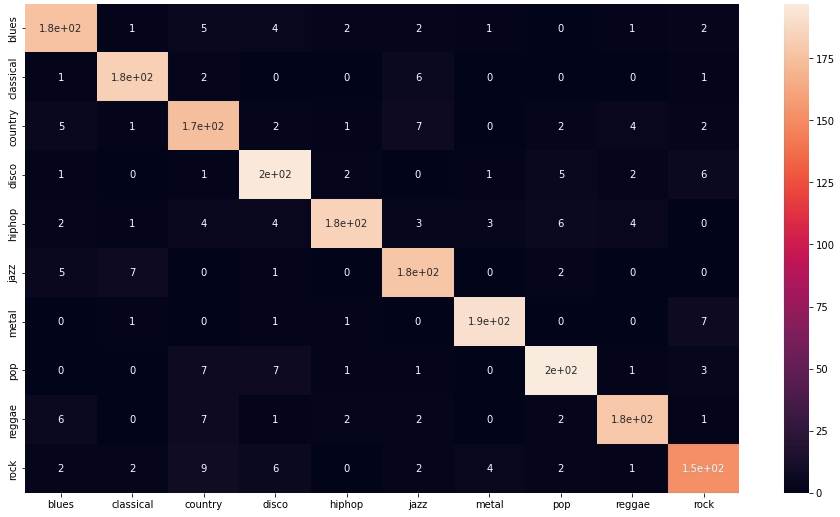 blues 1.8e+02 1 5 4 2 2 1 0 1 2
classical 1 1.8e+02 2 0 0 6 0 0 0 1
country 5 1 1.7e+02 2 1 7 0 2 4 2
disco 1 0 1 2e+02 2 0 1 5 2 6
hiphop 2 1 4 4 1.8e+02 3 3 6 4 0
jazz 5 7 0 1 0 1.8e+02 0 2 0 0
metal 0 1 0 1 1 0 1.9e+02 0 0 7
pop 0 0 7 7 1 1 0 2e+02 1 3
reggae 6 0 7 1 2 2 0 2 1.8e+02 1
rock 2 2 9 6 0 2 4 2 1 1.5e+02
blues classical country disco hiphop jazz metal pop reggae rock
175
150
125
100
75
50
25
0